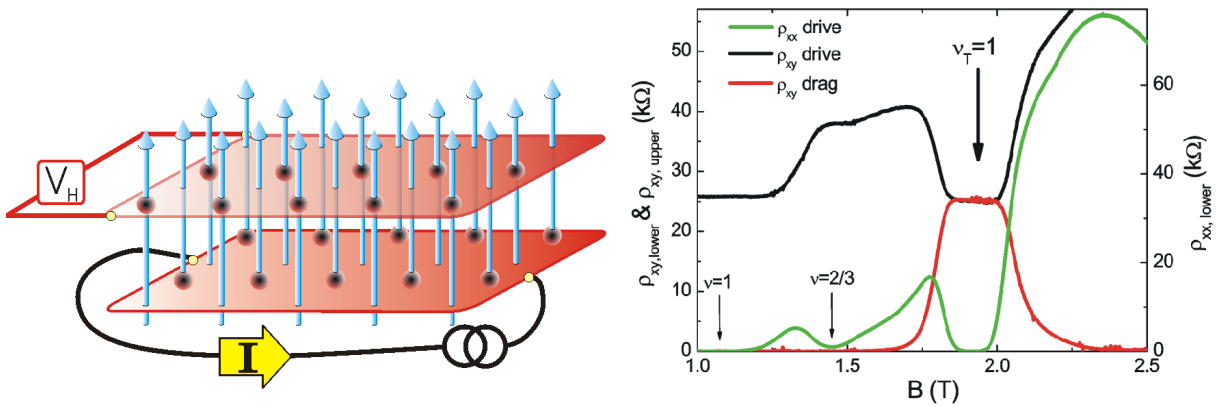 V_H
I
ρ_xx drive
ρ_xy drive
ρ_xy drag
ν_T=1
ν=1
ν=2/3
50
40
30
20
10
0
60
40
20
0
1.0
1.5
2.0
2.5
ρ_xy,lower & ρ_xy, upper (kΩ)
ρ_xx, lower (kΩ)
B (T)